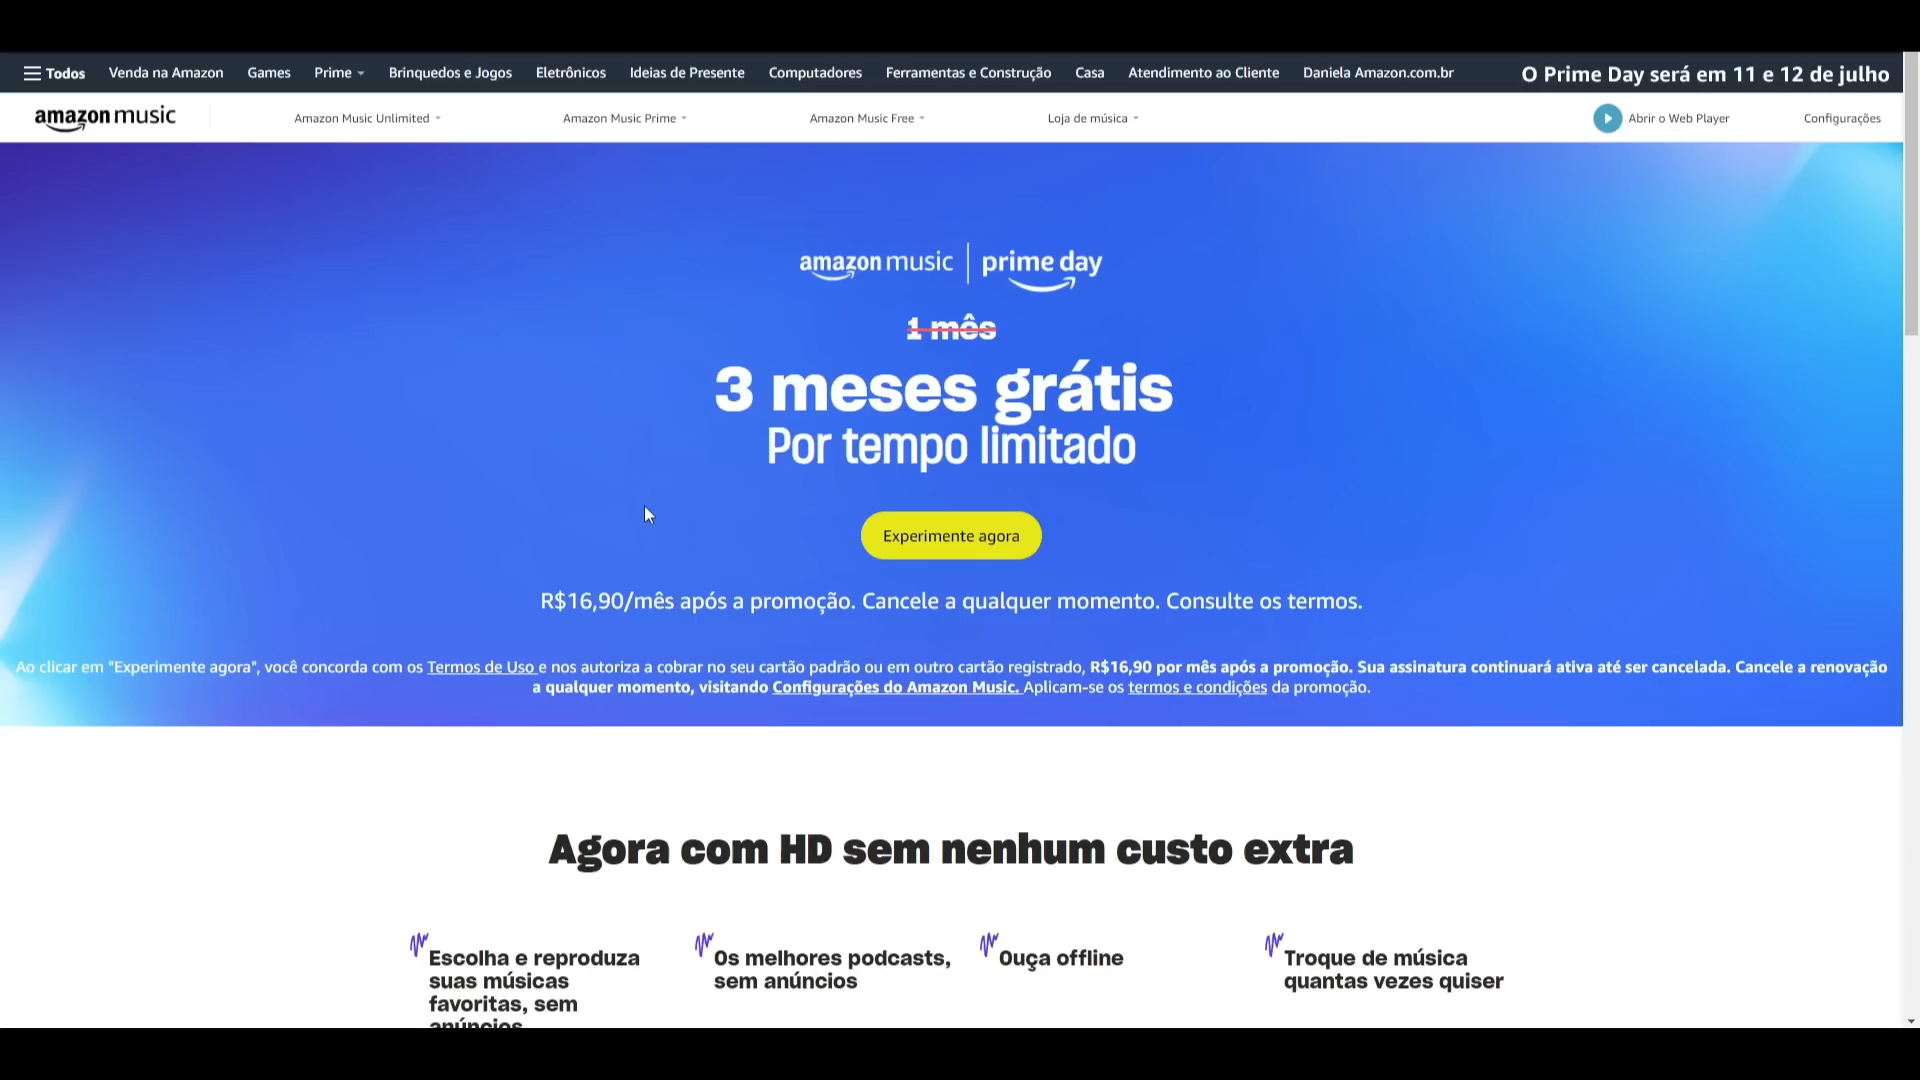 Todos Venda na Amazon Games Prime Brinquedos e Jogos Eletrônicos Ideias de Presente Computadores Ferramentas e Construção Casa Atendimento ao Cliente Daniela Amazon.com.br O Prime Day será em 11 e 12 de julho
amazon music Amazon Music Unlimited Amazon Music Prime Amazon Music Free Loja de música Abrir o Web Player Configurações
amazon music prime day
1 mês
3 meses grátis
Por tempo limitado
Experimente agora
R$16,90/mês após a promoção. Cancele a qualquer momento. Consulte os termos.
Ao clicar em "Experimente agora", você concorda com os Termos de Uso e nos autoriza a cobrar no seu cartão padrão ou em outro cartão registrado, R$16,90 por mês após a promoção. Sua assinatura continuará ativa até ser cancelada. Cancele a renovação
a qualquer momento, visitando Configurações do Amazon Music. Aplicam-se os termos e condições da promoção.
Agora com HD sem nenhum custo extra
Escolha e reproduza
suas músicas
favoritas, sem
anúncios
Os melhores podcasts,
sem anúncios
Ouça offline
Troque de música
quantas vezes quiser